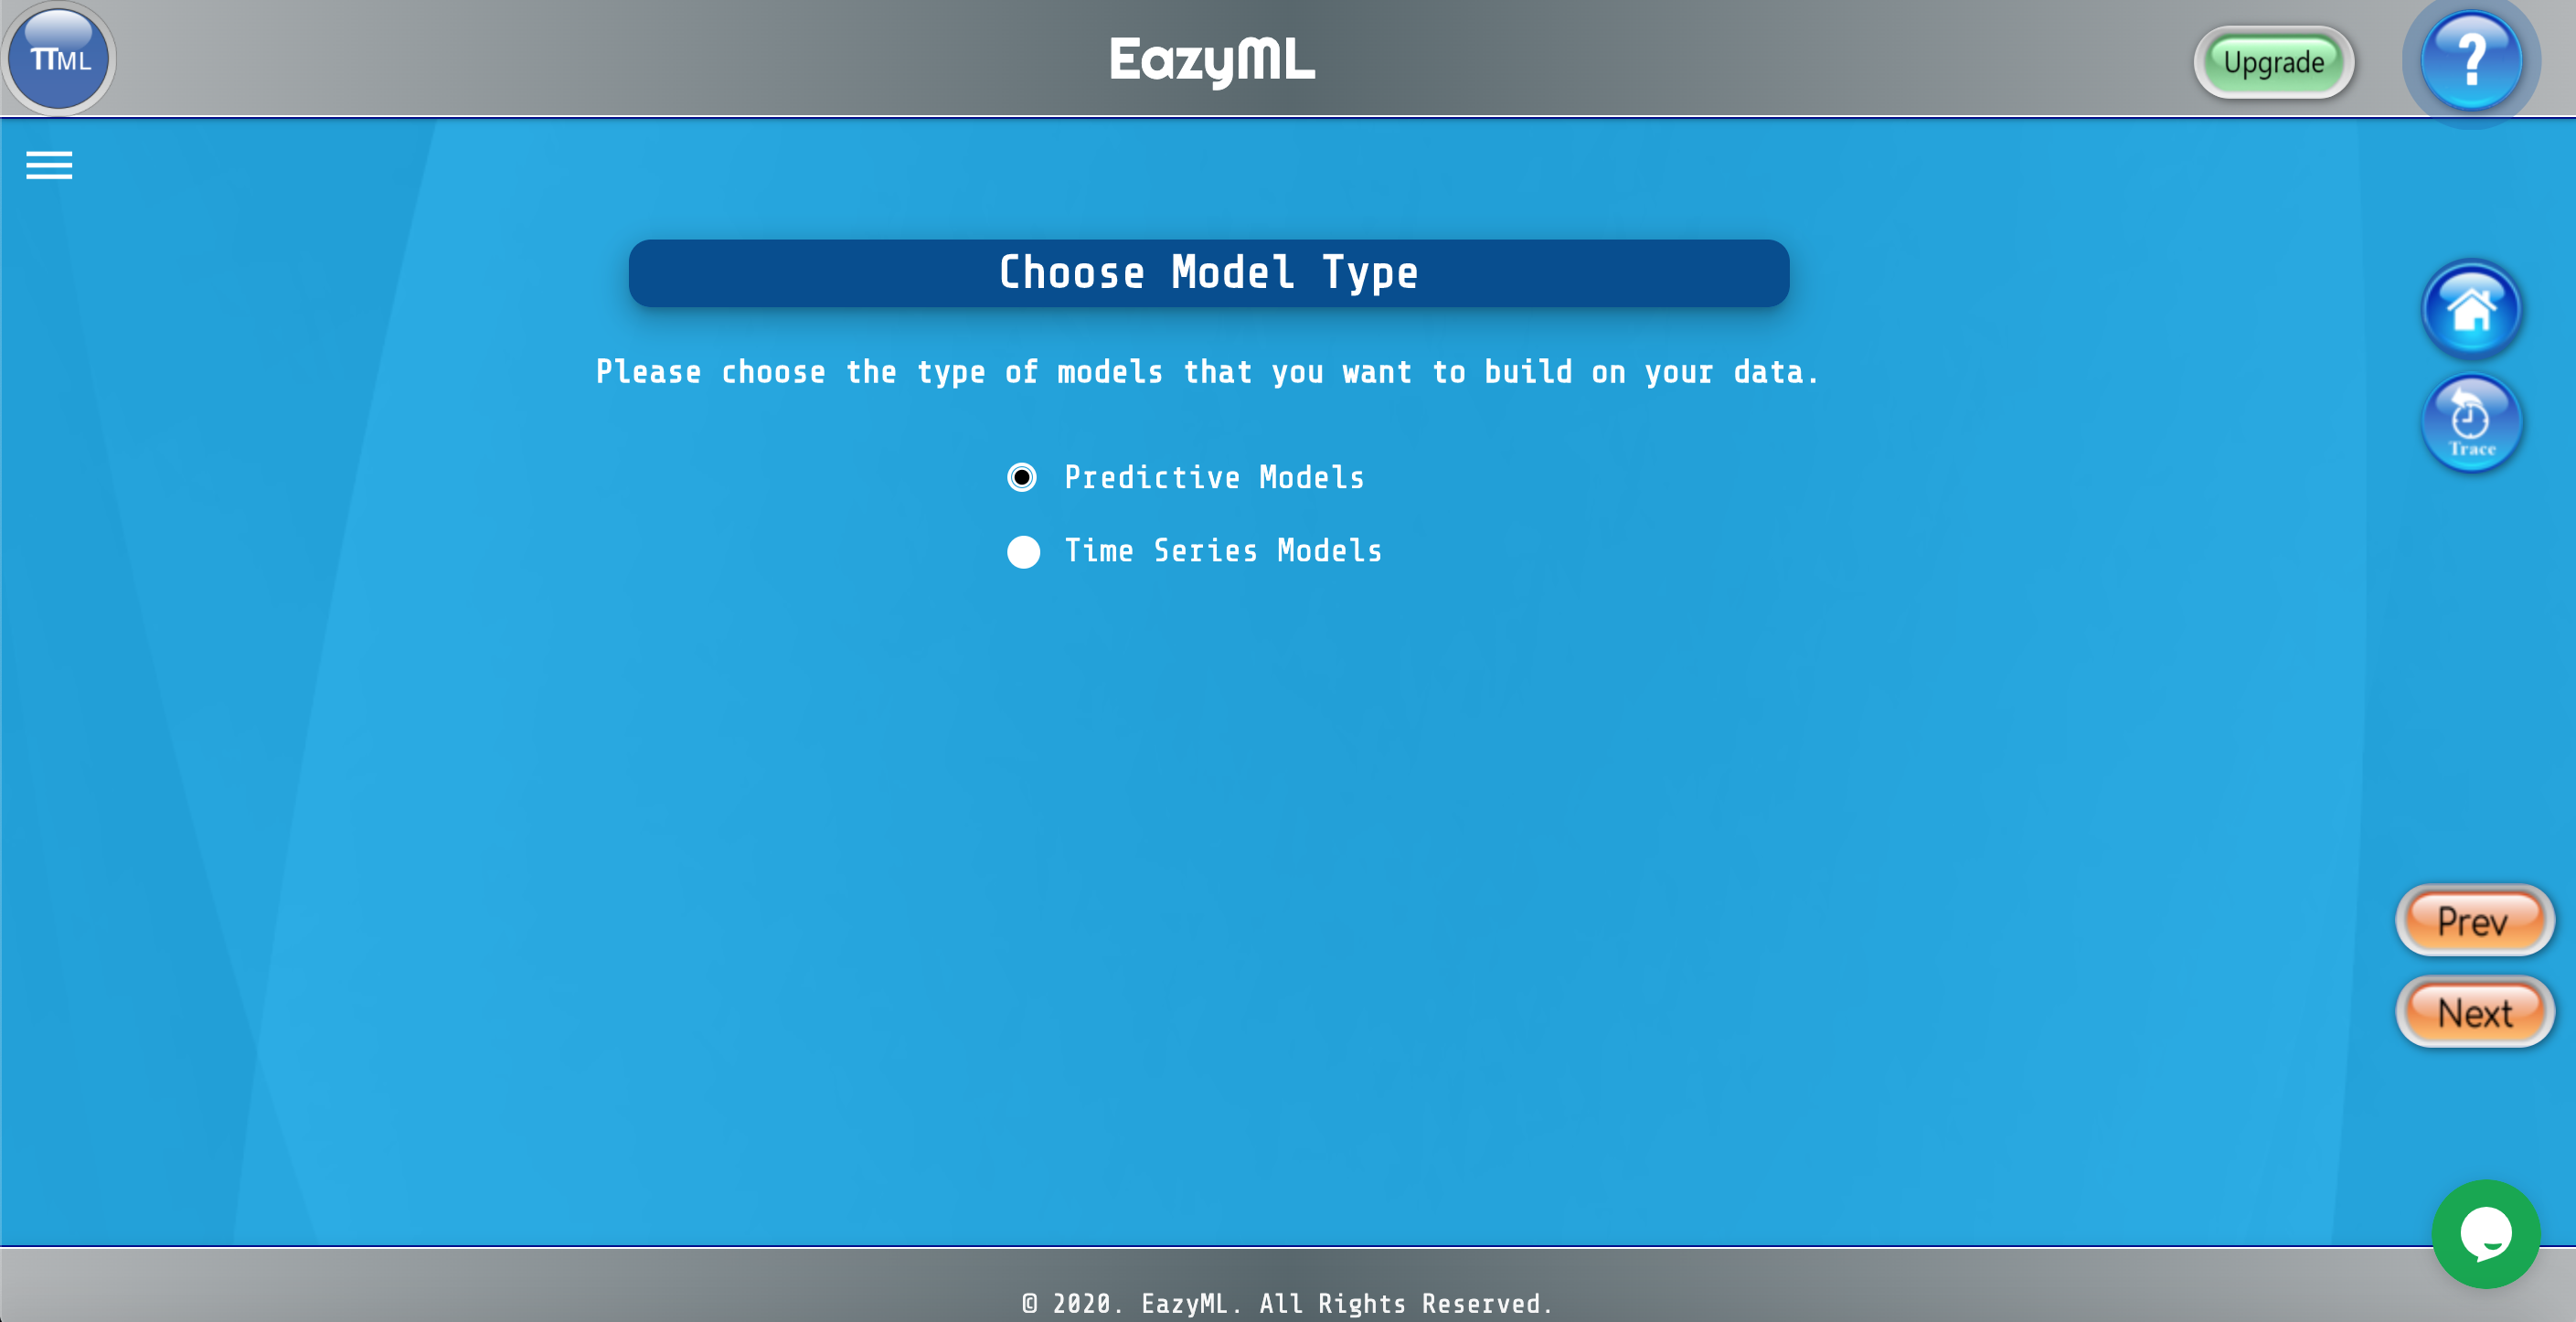 πML
EazyML
Upgrade
?
Choose Model Type
Please choose the type of models that you want to build on your data.
Predictive Models
Time Series Models
Trace
Prev
Next
© 2020. EazyML. All Rights Reserved.